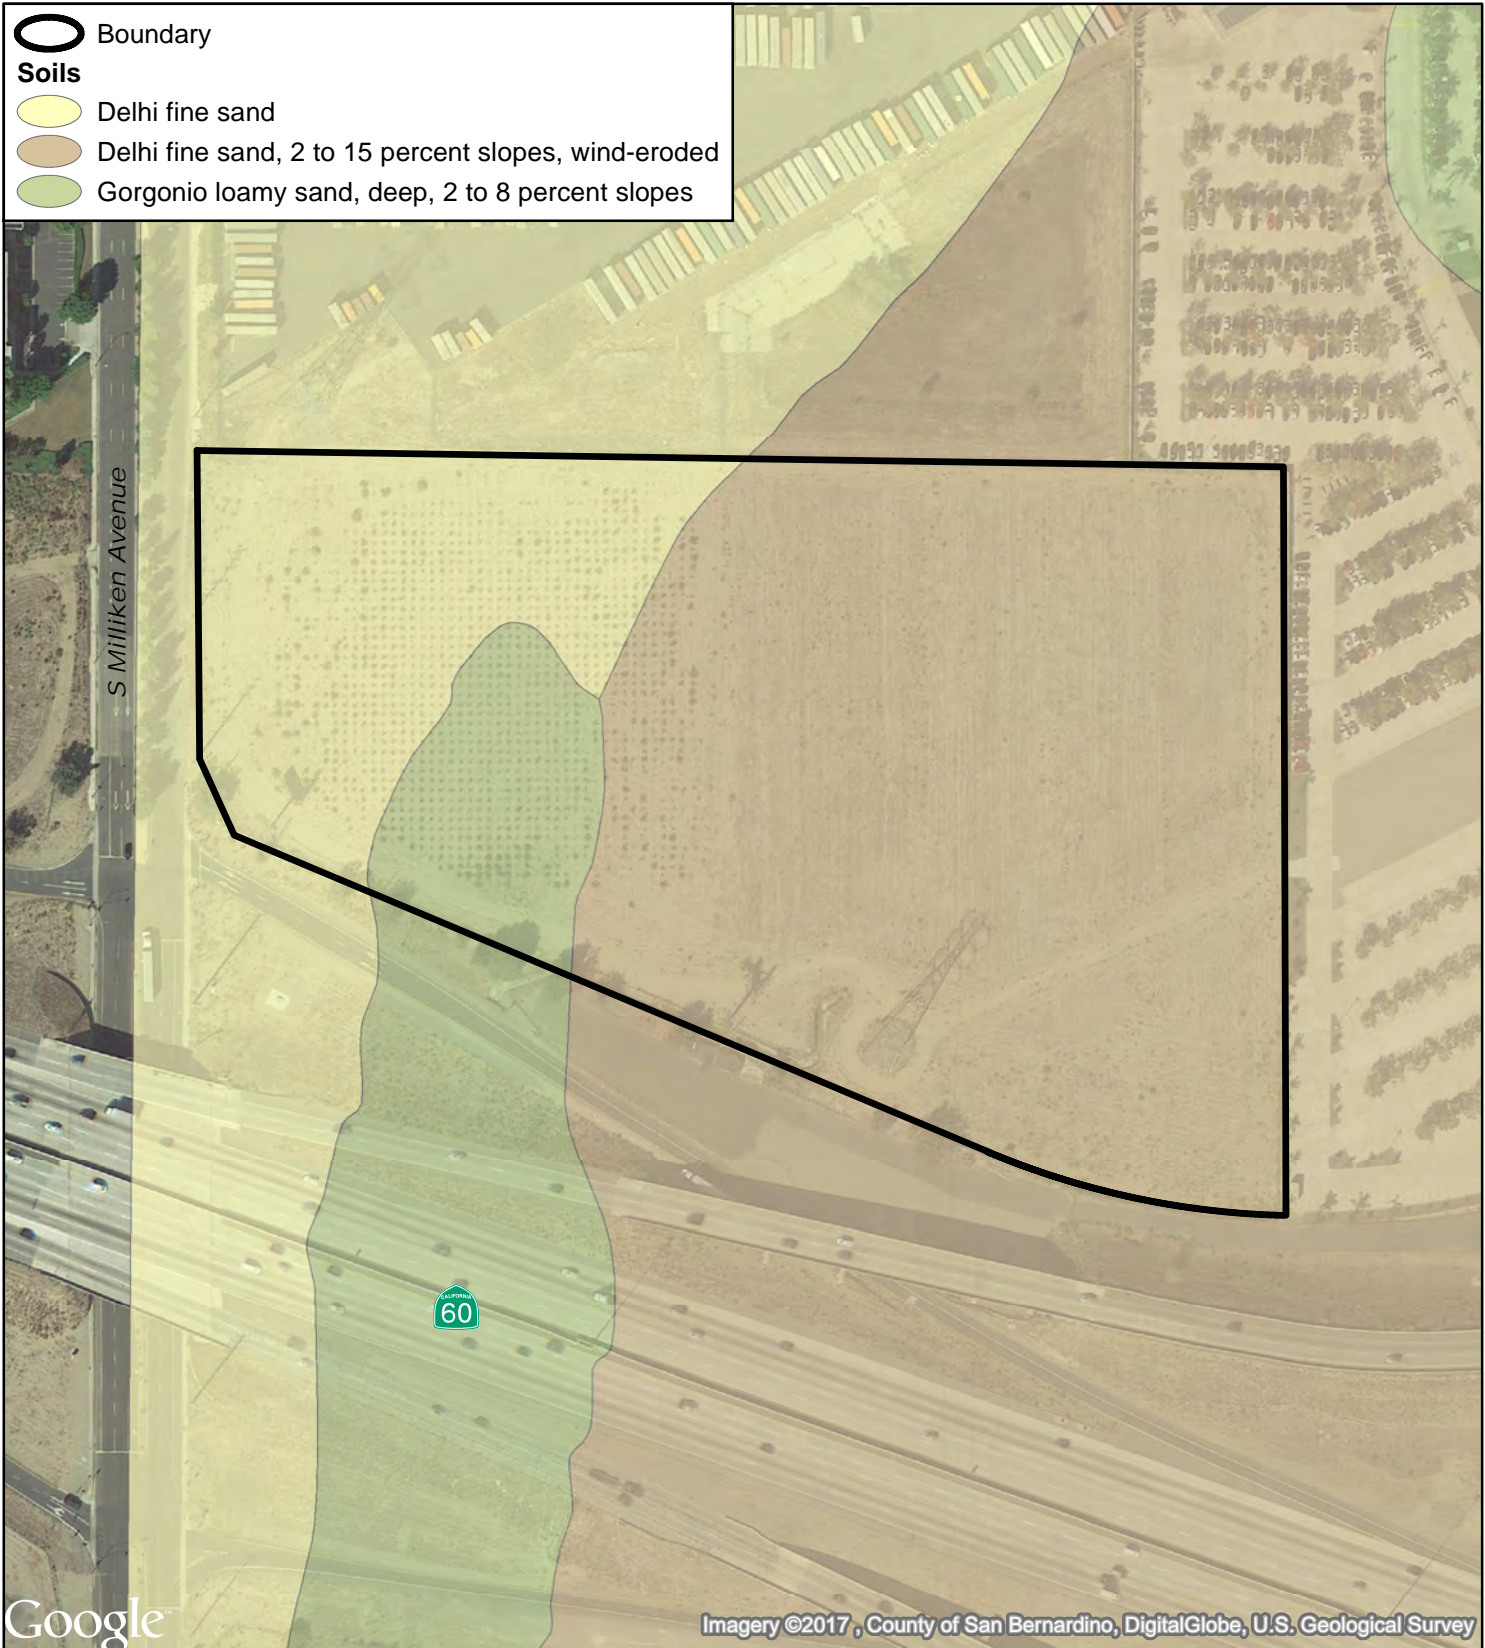 Boundary
Soils
Delhi fine sand
Delhi fine sand, 2 to 15 percent slopes, wind-eroded
Gorgonio loamy sand, deep, 2 to 8 percent slopes
S Milliken Avenue
CALIFORNIA
60
Google
Imagery ©2017 , County of San Bernardino, DigitalGlobe, U.S. Geological Survey